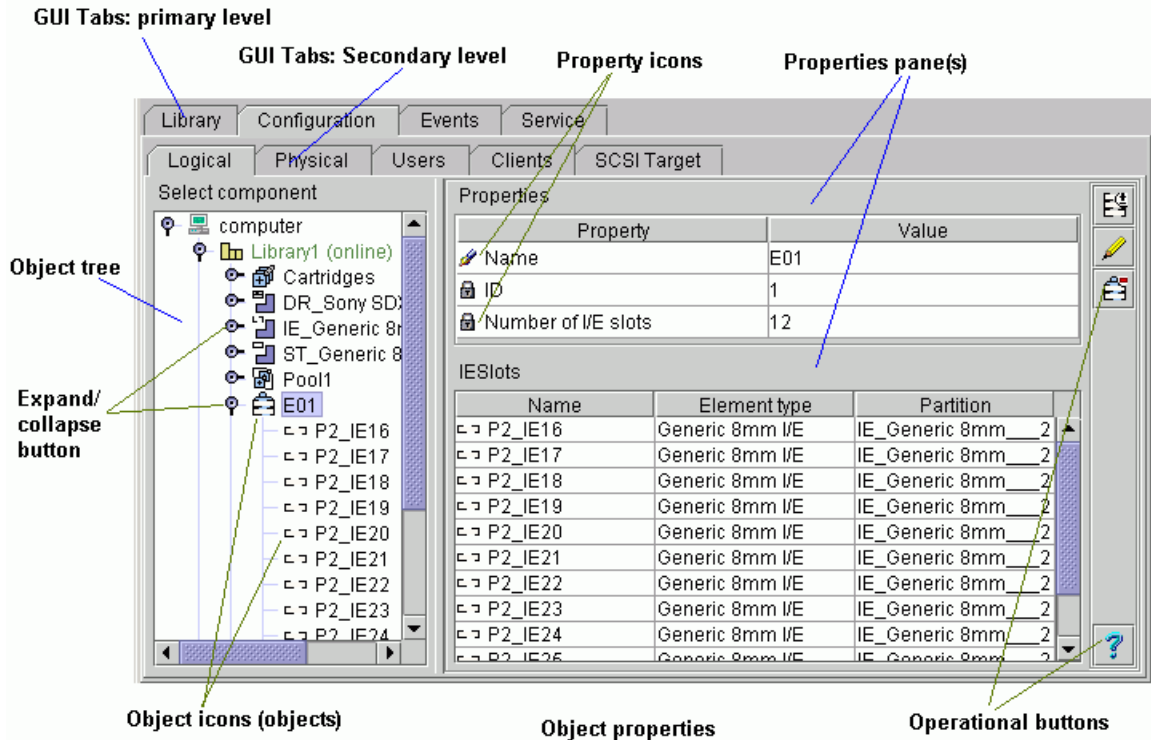 GUI Tabs: primary level
GUI Tabs: Secondary level
Property icons
Properties pane(s)
Library Configuration Events Service
Logical Physical Users Clients SCSI Target
Select component
computer
Library1 (online)
Cartridges
DR_Sony SD
IE_Generic 8
ST_Generic 8
Pool1
E01
P2_IE16
P2_IE17
P2_IE18
P2_IE19
P2_IE20
P2_IE21
P2_IE22
P2_IE23
P2_IE24
Object tree
Expand/
collapse
button
Properties
Property Value
Name E01
ID 1
Number of I/E slots 12
IESlots
Name Element type Partition
P2_IE16 Generic 8mm I/E IE_Generic 8mm___2
P2_IE17 Generic 8mm I/E IE_Generic 8mm___2
P2_IE18 Generic 8mm I/E IE_Generic 8mm___2
P2_IE19 Generic 8mm I/E IE_Generic 8mm___2
P2_IE20 Generic 8mm I/E IE_Generic 8mm___2
P2_IE21 Generic 8mm I/E IE_Generic 8mm___2
P2_IE22 Generic 8mm I/E IE_Generic 8mm___2
P2_IE23 Generic 8mm I/E IE_Generic 8mm___2
P2_IE24 Generic 8mm I/E IE_Generic 8mm___2
P2_IE25 Generic 8mm I/E IE_Generic 8mm___2
?
Object icons (objects)
Object properties
Operational buttons